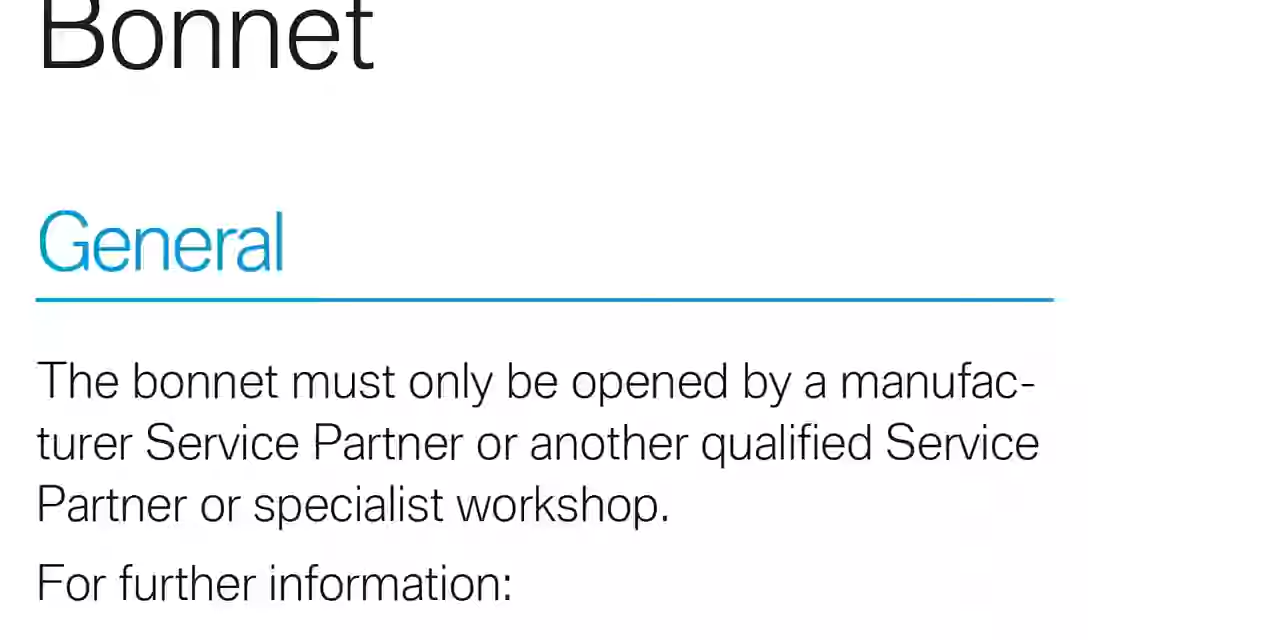 Bonnet
General
The bonnet must only be opened by a manufac-
turer Service Partner or another qualified Service
Partner or specialist workshop.
For further information: